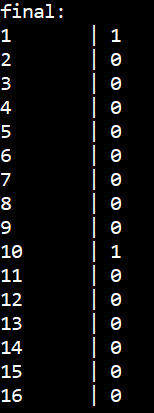 final:
1 | 1
2 | 0
3 | 0
4 | 0
5 | 0
6 | 0
7 | 0
8 | 0
9 | 0
10 | 1
11 | 0
12 | 0
13 | 0
14 | 0
15 | 0
16 | 0